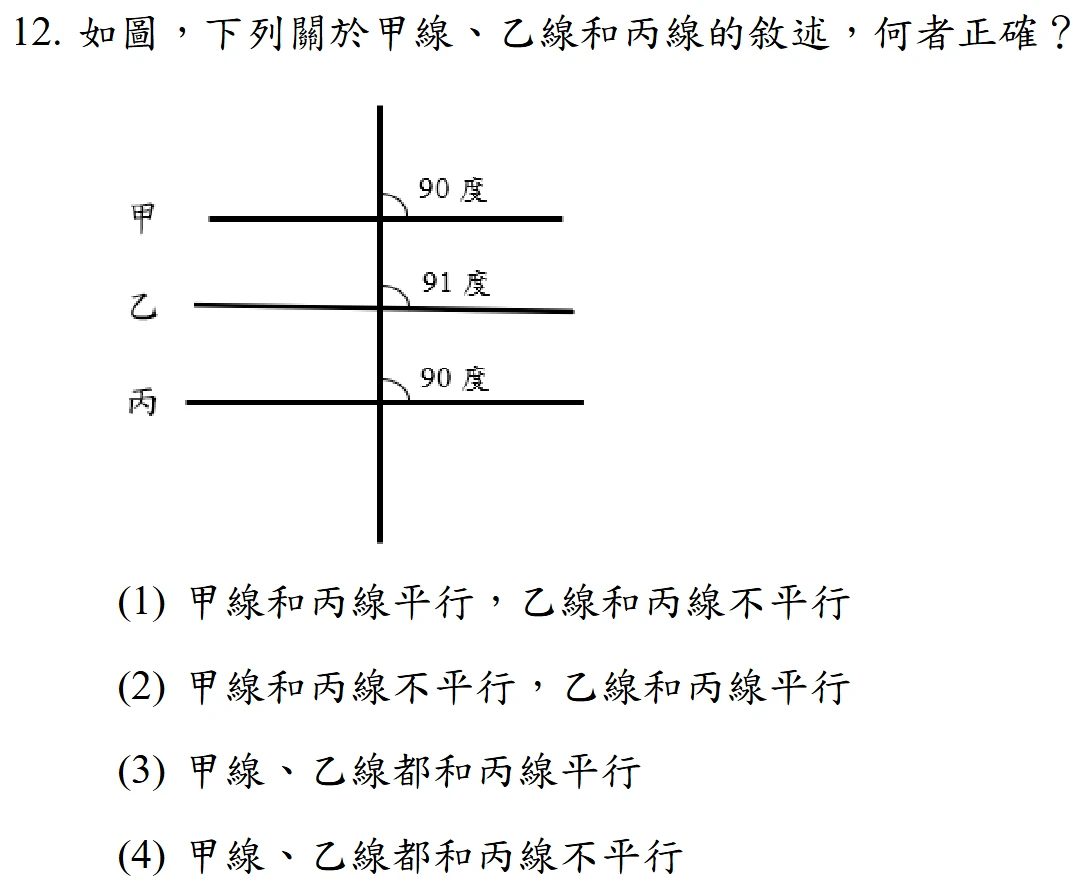 12. 如圖，下列關於甲線、乙線和丙線的敘述，何者正確？
90 度
甲
91 度
乙
90 度
丙
(1) 甲線和丙線平行，乙線和丙線不平行
(2) 甲線和丙線不平行，乙線和丙線平行
(3) 甲線、乙線都和丙線平行
(4) 甲線、乙線都和丙線不平行